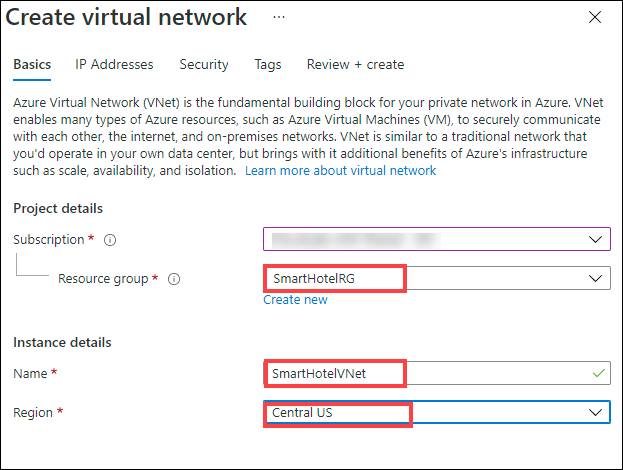 Create virtual network ...
Basics IP Addresses Security Tags Review + create
Azure Virtual Network (VNet) is the fundamental building block for your private network in Azure. VNet
enables many types of Azure resources, such as Azure Virtual Machines (VM), to securely communicate
with each other, the internet, and on-premises networks. VNet is similar to a traditional network that
you'd operate in your own data center, but brings with it additional benefits of Azure's infrastructure
such as scale, availability, and isolation. Learn more about virtual network
Project details
Subscription *
Resource group * SmartHotelRG
Create new
Instance details
Name * SmartHotelVNet
Region * Central US